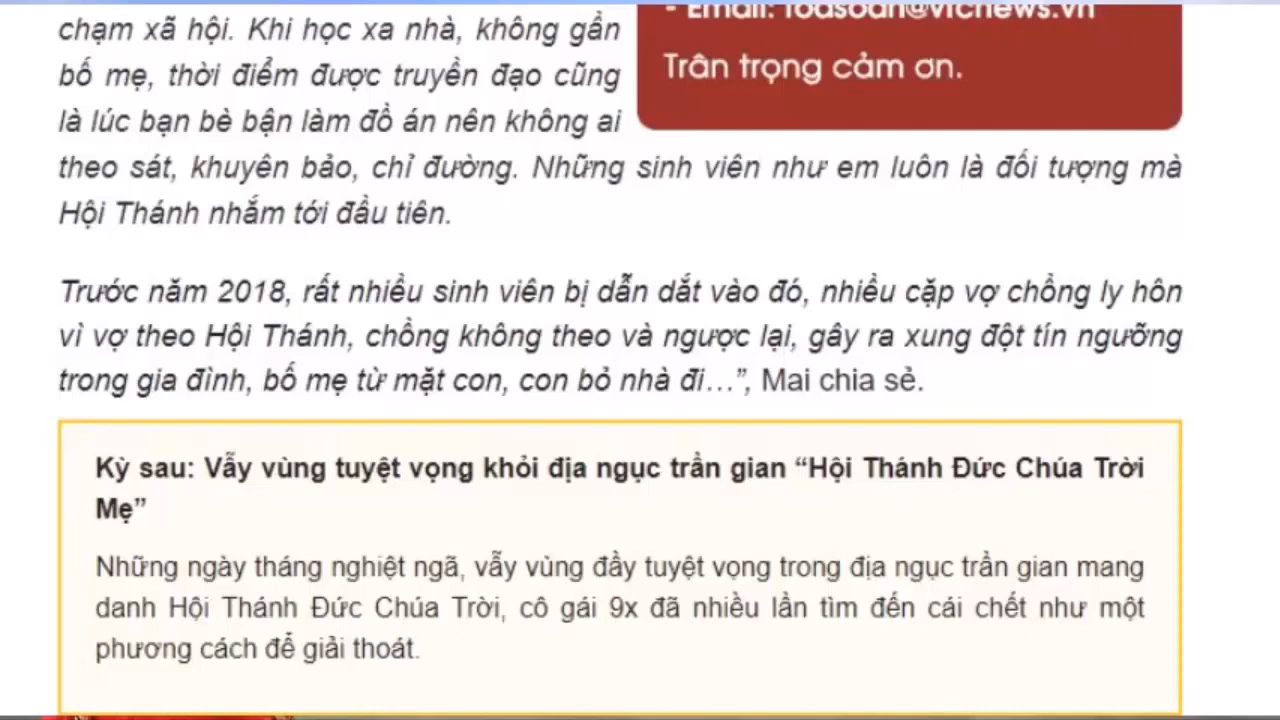 - Email: toasoan@vtcnews.vn
Trân trọng cảm ơn.
chạm xã hội. Khi học xa nhà, không gần
bố mẹ, thời điểm được truyền đạo cũng
là lúc bạn bè bận làm đồ án nên không ai
theo sát, khuyên bảo, chỉ đường. Những sinh viên như em luôn là đối tượng mà
Hội Thánh nhắm tới đầu tiên.
Trước năm 2018, rất nhiều sinh viên bị dẫn dắt vào đó, nhiều cặp vợ chồng ly hôn
vì vợ theo Hội Thánh, chồng không theo và ngược lại, gây ra xung đột tín ngưỡng
trong gia đình, bố mẹ từ mặt con, con bỏ nhà đi…”, Mai chia sẻ.
Kỳ sau: Vẫy vùng tuyệt vọng khỏi địa ngục trần gian “Hội Thánh Đức Chúa Trời
Mẹ”
Những ngày tháng nghiệt ngã, vẫy vùng đầy tuyệt vọng trong địa ngục trần gian mang
danh Hội Thánh Đức Chúa Trời, cô gái 9x đã nhiều lần tìm đến cái chết như một
phương cách để giải thoát.